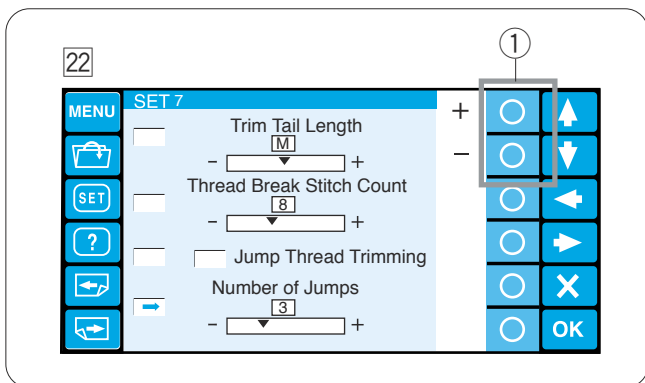 22
1
MENU
SET 7
+
Trim Tail Length
M
- +
−
Thread Break Stitch Count
SET
8
- +
?
Jump Thread Trimming
Number of Jumps
3
- +
OK